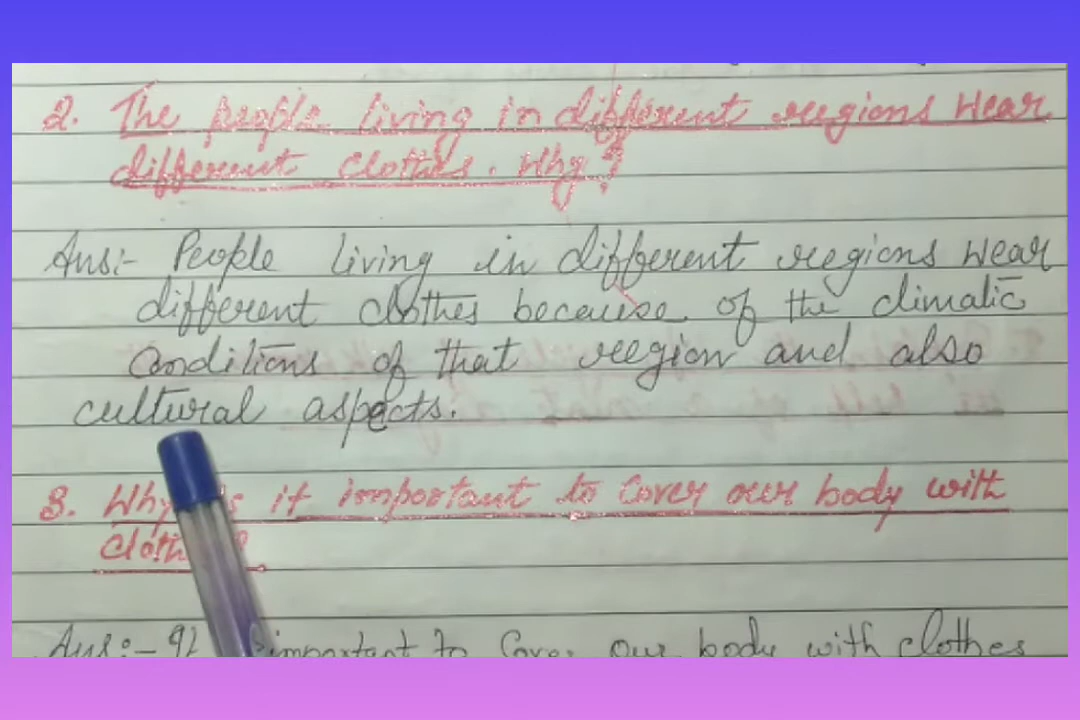 2. The people living in different regions wear
different clothes. Why?
Ans:- People living in different regions wear
different clothes because of the climatic
conditions of that region and also
cultural aspects.
3. Why is it important to cover our body with
Ans:- important to cover our body with clothes